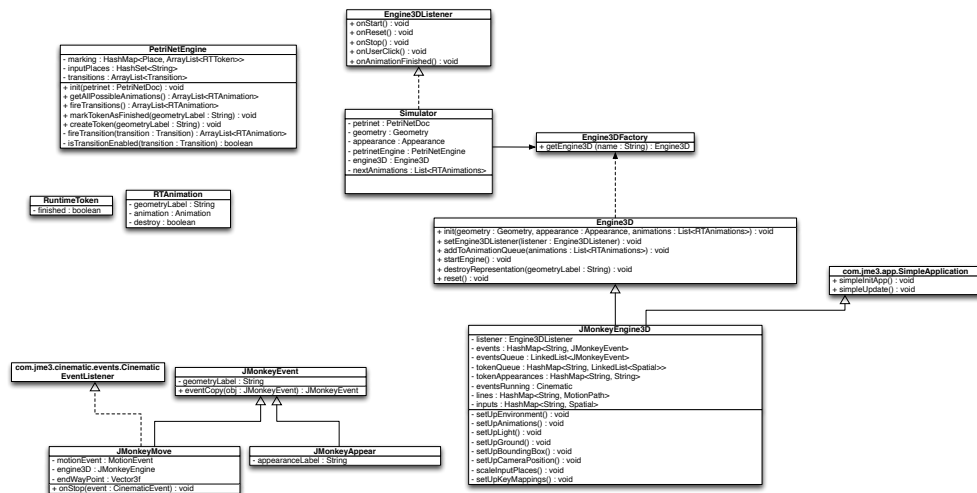 Engine3DListener
+ onStart() : void
+ onReset() : void
+ onStop() : void
+ onUserClick() : void
+ onAnimationFinished() : void
PetriNetEngine
- marking : HashMap<Place, ArrayList<RTToken>>
- inputPlaces : HashSet<String>
- transitions : ArrayList<Transition>
+ init(petrinet : PetriNetDoc) : void
+ getAllPossibleAnimations() : ArrayList<RTAnimation>
+ fireTransitions() : ArrayList<RTAnimation>
+ markTokenAsFinished(geometryLabel : String) : void
+ createToken(geometryLabel : String) : void
- fireTransition(transition : Transition) : ArrayList<RTAnimation>
- isTransitionEnabled(transition : Transition) : boolean
Simulator
- petrinet : PetriNetDoc
- geometry : Geometry
- appearance : Appearance
- petrinetEngine : PetriNetEngine
- engine3D : Engine3D
- nextAnimations : List<RTAnimations>
Engine3DFactory
+ getEngine3D (name : String) : Engine3D
RuntimeToken
- finished : boolean
RTAnimation
- geometryLabel : String
- animation : Animation
- destroy : boolean
Engine3D
+ init(geometry : Geometry, appearance : Appearance, animations : List<RTAnimations>) : void
+ setEngine3DListener(listener : Engine3DListener) : void
+ addToAnimationQueue(animations : List<RTAnimations>) : void
+ startEngine() : void
+ destroyRepresentation(geometryLabel : String) : void
+ reset() : void
com.jme3.app.SimpleApplication
+ simpleInitApp() : void
+ simpleUpdate() : void
JMonkeyEngine3D
- listener : Engine3DListener
- events : HashMap<String, JMonkeyEvent>
- eventsQueue : LinkedList<JMonkeyEvent>
- tokenQueue : HashMap<String, LinkedList<Spatial>>
- tokenAppearances : HashMap<String, String>
- eventsRunning : Cinematic
- lines : HashMap<String, MotionPath>
- inputs : HashMap<String, Spatial>
- setUpEnvironment() : void
- setUpAnimations() : void
- setUpLight() : void
- setUpGround() : void
- setUpBoundingBox() : void
- setUpCameraPosition() : void
- scaleInputPlaces() : void
- setUpKeyMappings() : void
com.jme3.cinematic.events.Cinematic
EventListener
JMonkeyEvent
- geometryLabel : String
+ eventCopy(obj : JMonkeyEvent) : JMonkeyEvent
JMonkeyMove
- motionEvent : MotionEvent
- engine3D : JMonkeyEngine
- endWayPoint : Vector3f
+ onStop(event : CinematicEvent) : void
JMonkeyAppear
- appearanceLabel : String